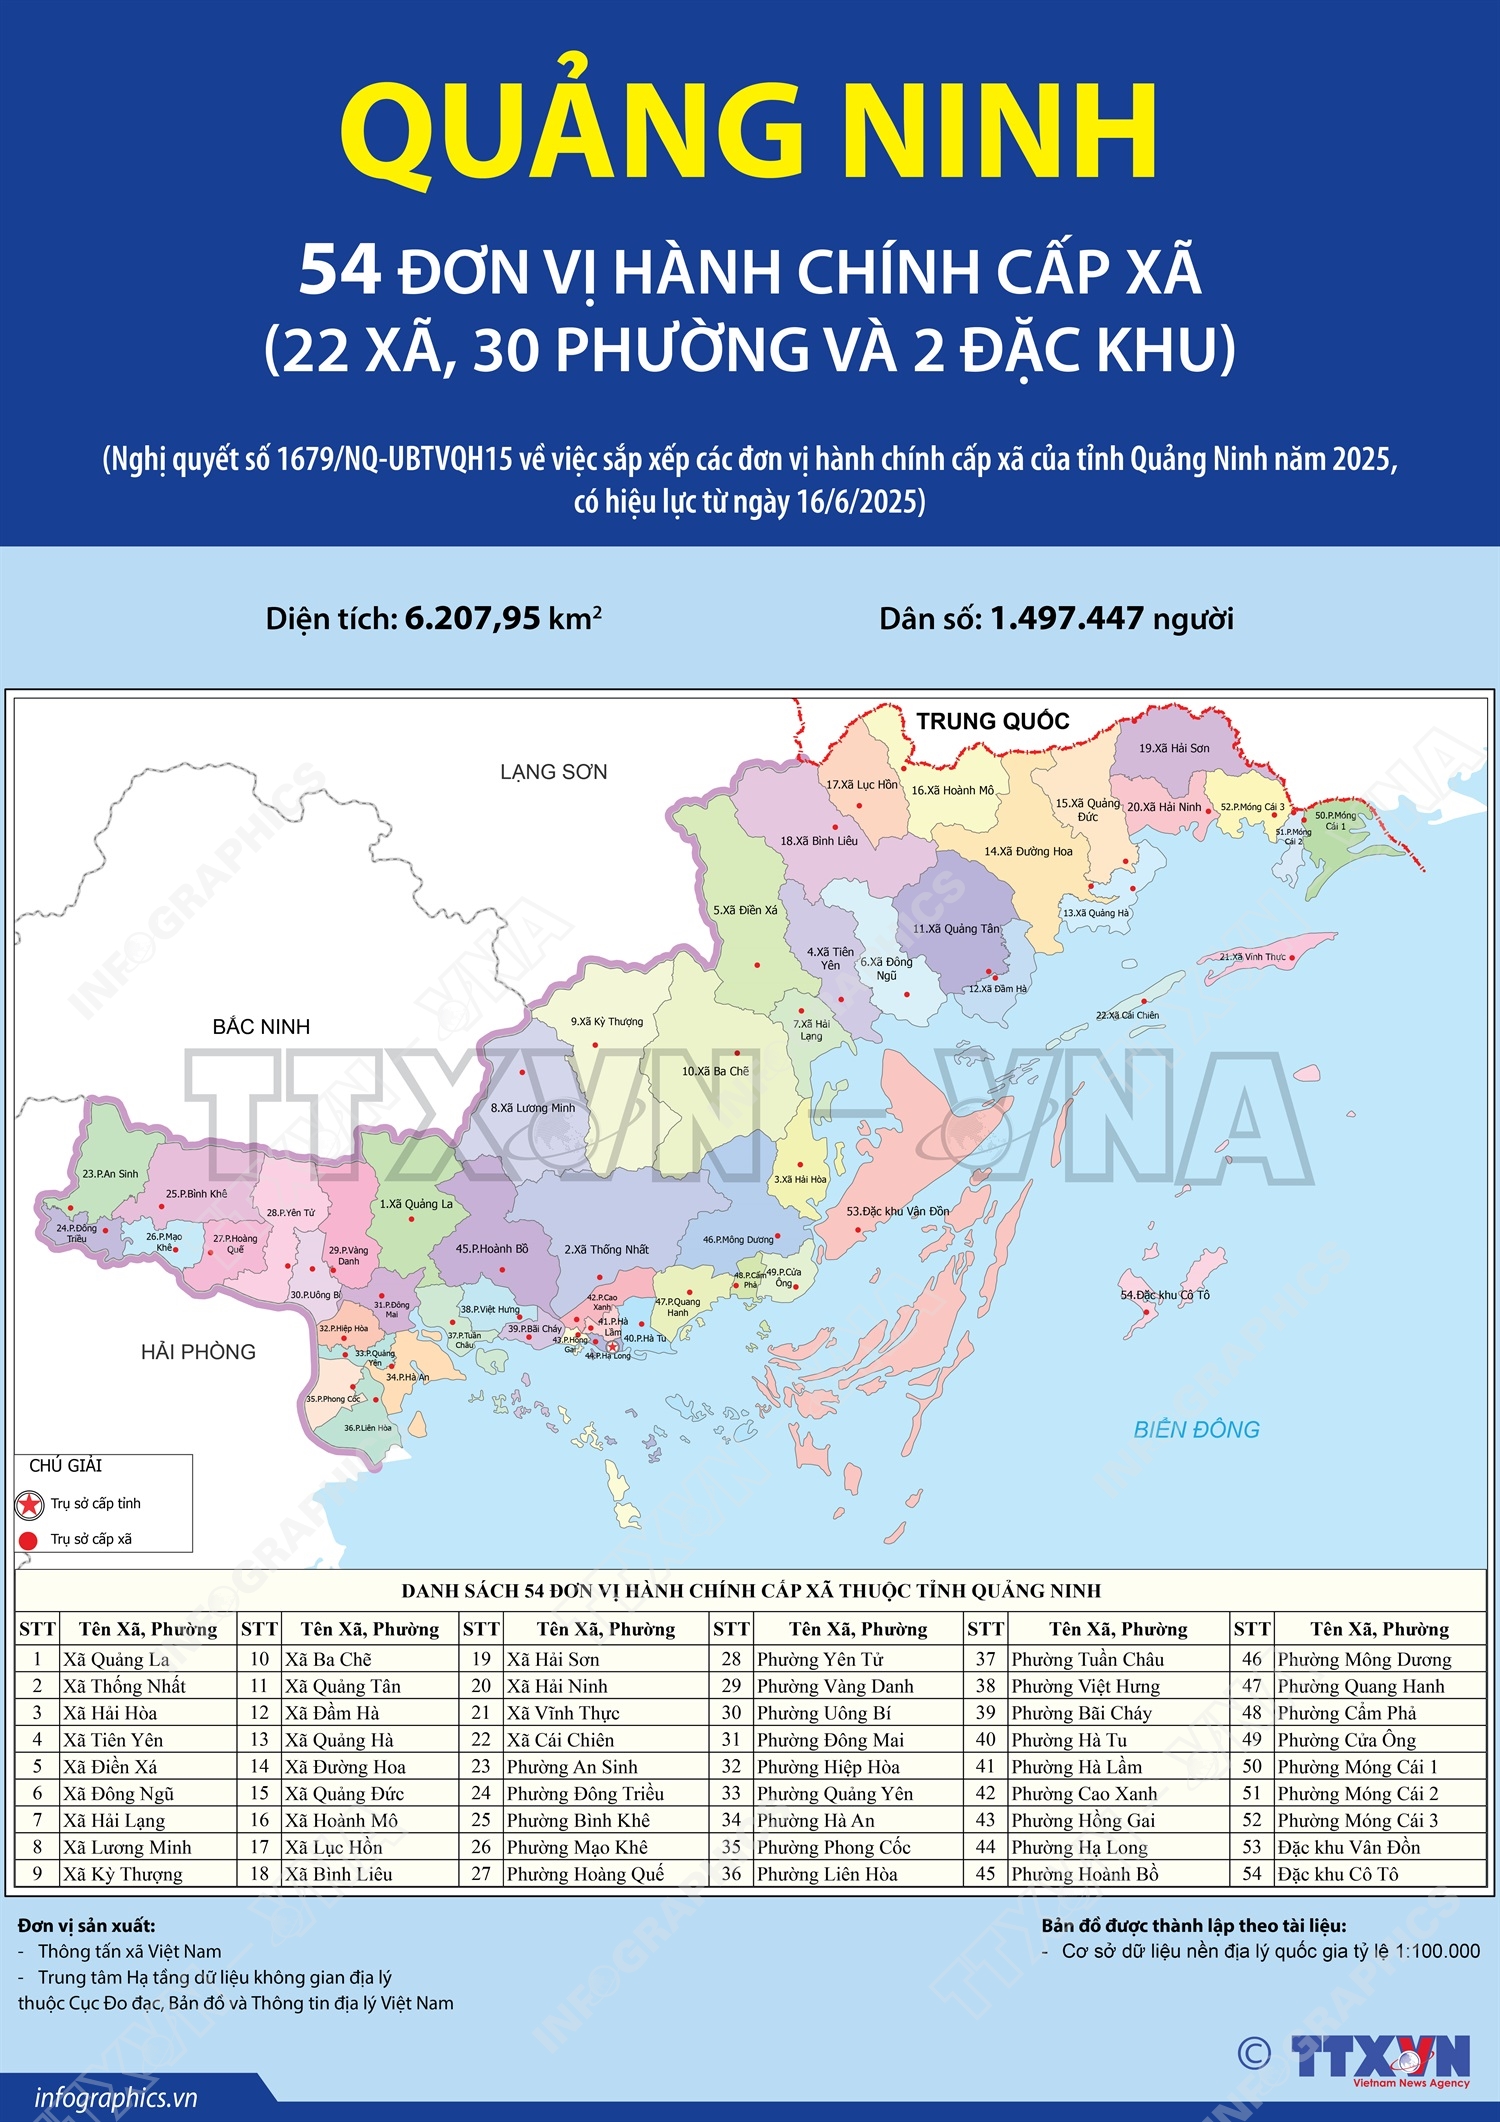 QUẢNG NINH
54 ĐƠN VỊ HÀNH CHÍNH CẤP XÃ
(22 XÃ, 30 PHƯỜNG VÀ 2 ĐẶC KHU)
(Nghị quyết số 1679/NQ-UBTVQH15 về việc sắp xếp các đơn vị hành chính cấp xã của tỉnh Quảng Ninh năm 2025,
có hiệu lực từ ngày 16/6/2025)
Diện tích: 6.207,95 km²
Dân số: 1.497.447 người
TRUNG QUỐC
LẠNG SƠN
BẮC NINH
HẢI PHÒNG
BIỂN ĐÔNG
19.Xã Hải Sơn
17.Xã Lục Hồn
16.Xã Hoành Mô
15.Xã Quảng
Đức
20.Xã Hải Ninh
52.P.Móng Cái 3
50.P.Móng
Cái 1
51.P.Móng
Cái 2
18.Xã Bình Liêu
14.Xã Đường Hoa
5.Xã Điền Xá
13.Xã Quảng Hà
11.Xã Quảng Tân
4.Xã Tiên
Yên
6.Xã Đông
Ngũ
21.Xã Vĩnh Thực
12.Xã Đầm Hà
22.Xã Cái Chiên
9.Xã Kỳ Thượng
7.Xã Hải
Lạng
10.Xã Ba Chẽ
8.Xã Lương Minh
TTXVN - VNA
23.P.An Sinh
3.Xã Hải Hòa
25.P.Bình Khê
1.Xã Quảng La
28.P.Yên Tử
53.Đặc khu Vân Đồn
24.P.Đông
Triều
26.P.Mạo
Khê
27.P.Hoàng
Quế
29.P.Vàng
Danh
45.P.Hoành Bồ
2.Xã Thống Nhất
46.P.Mông Dương
48.P.Cẩm
Phả
49.P.Cửa
Ông
30.P.Uông Bí
31.P.Đông
Mai
42.P.Cao
Xanh
47.P.Quang
Hanh
54.Đặc khu Cô Tô
38.P.Việt Hưng
32.P.Hiệp Hòa
37.P.Tuần
Châu
39.P.Bãi Cháy
41.P.Hà
Lầm
43.P.Hồng
Gai
40.P.Hà Tu
44.P.Hạ Long
33.P.Quảng
Yên
34.P.Hà An
35.P.Phong Cốc
36.P.Liên Hòa
CHÚ GIẢI
Trụ sở cấp tỉnh
Trụ sở cấp xã
DANH SÁCH 54 ĐƠN VỊ HÀNH CHÍNH CẤP XÃ THUỘC TỈNH QUẢNG NINH
STT Tên Xã, Phường STT Tên Xã, Phường STT Tên Xã, Phường STT Tên Xã, Phường STT Tên Xã, Phường STT Tên Xã, Phường
1 Xã Quảng La 10 Xã Ba Chẽ 19 Xã Hải Sơn 28 Phường Yên Tử 37 Phường Tuần Châu 46 Phường Mông Dương
2 Xã Thống Nhất 11 Xã Quảng Tân 20 Xã Hải Ninh 29 Phường Vàng Danh 38 Phường Việt Hưng 47 Phường Quang Hanh
3 Xã Hải Hòa 12 Xã Đầm Hà 21 Xã Vĩnh Thực 30 Phường Uông Bí 39 Phường Bãi Cháy 48 Phường Cẩm Phả
4 Xã Tiên Yên 13 Xã Quảng Hà 22 Xã Cái Chiên 31 Phường Đông Mai 40 Phường Hà Tu 49 Phường Cửa Ông
5 Xã Điền Xá 14 Xã Đường Hoa 23 Phường An Sinh 32 Phường Hiệp Hòa 41 Phường Hà Lầm 50 Phường Móng Cái 1
6 Xã Đông Ngũ 15 Xã Quảng Đức 24 Phường Đông Triều 33 Phường Quảng Yên 42 Phường Cao Xanh 51 Phường Móng Cái 2
7 Xã Hải Lạng 16 Xã Hoành Mô 25 Phường Bình Khê 34 Phường Hà An 43 Phường Hồng Gai 52 Phường Móng Cái 3
8 Xã Lương Minh 17 Xã Lục Hồn 26 Phường Mạo Khê 35 Phường Phong Cốc 44 Phường Hạ Long 53 Đặc khu Vân Đồn
9 Xã Kỳ Thượng 18 Xã Bình Liêu 27 Phường Hoàng Quế 36 Phường Liên Hòa 45 Phường Hoành Bồ 54 Đặc khu Cô Tô
Đơn vị sản xuất:
- Thông tấn xã Việt Nam
- Trung tâm Hạ tầng dữ liệu không gian địa lý
thuộc Cục Đo đạc, Bản đồ và Thông tin địa lý Việt Nam
Bản đồ được thành lập theo tài liệu:
- Cơ sở dữ liệu nền địa lý quốc gia tỷ lệ 1:100.000
© TTXVN
Vietnam News Agency
infographics.vn